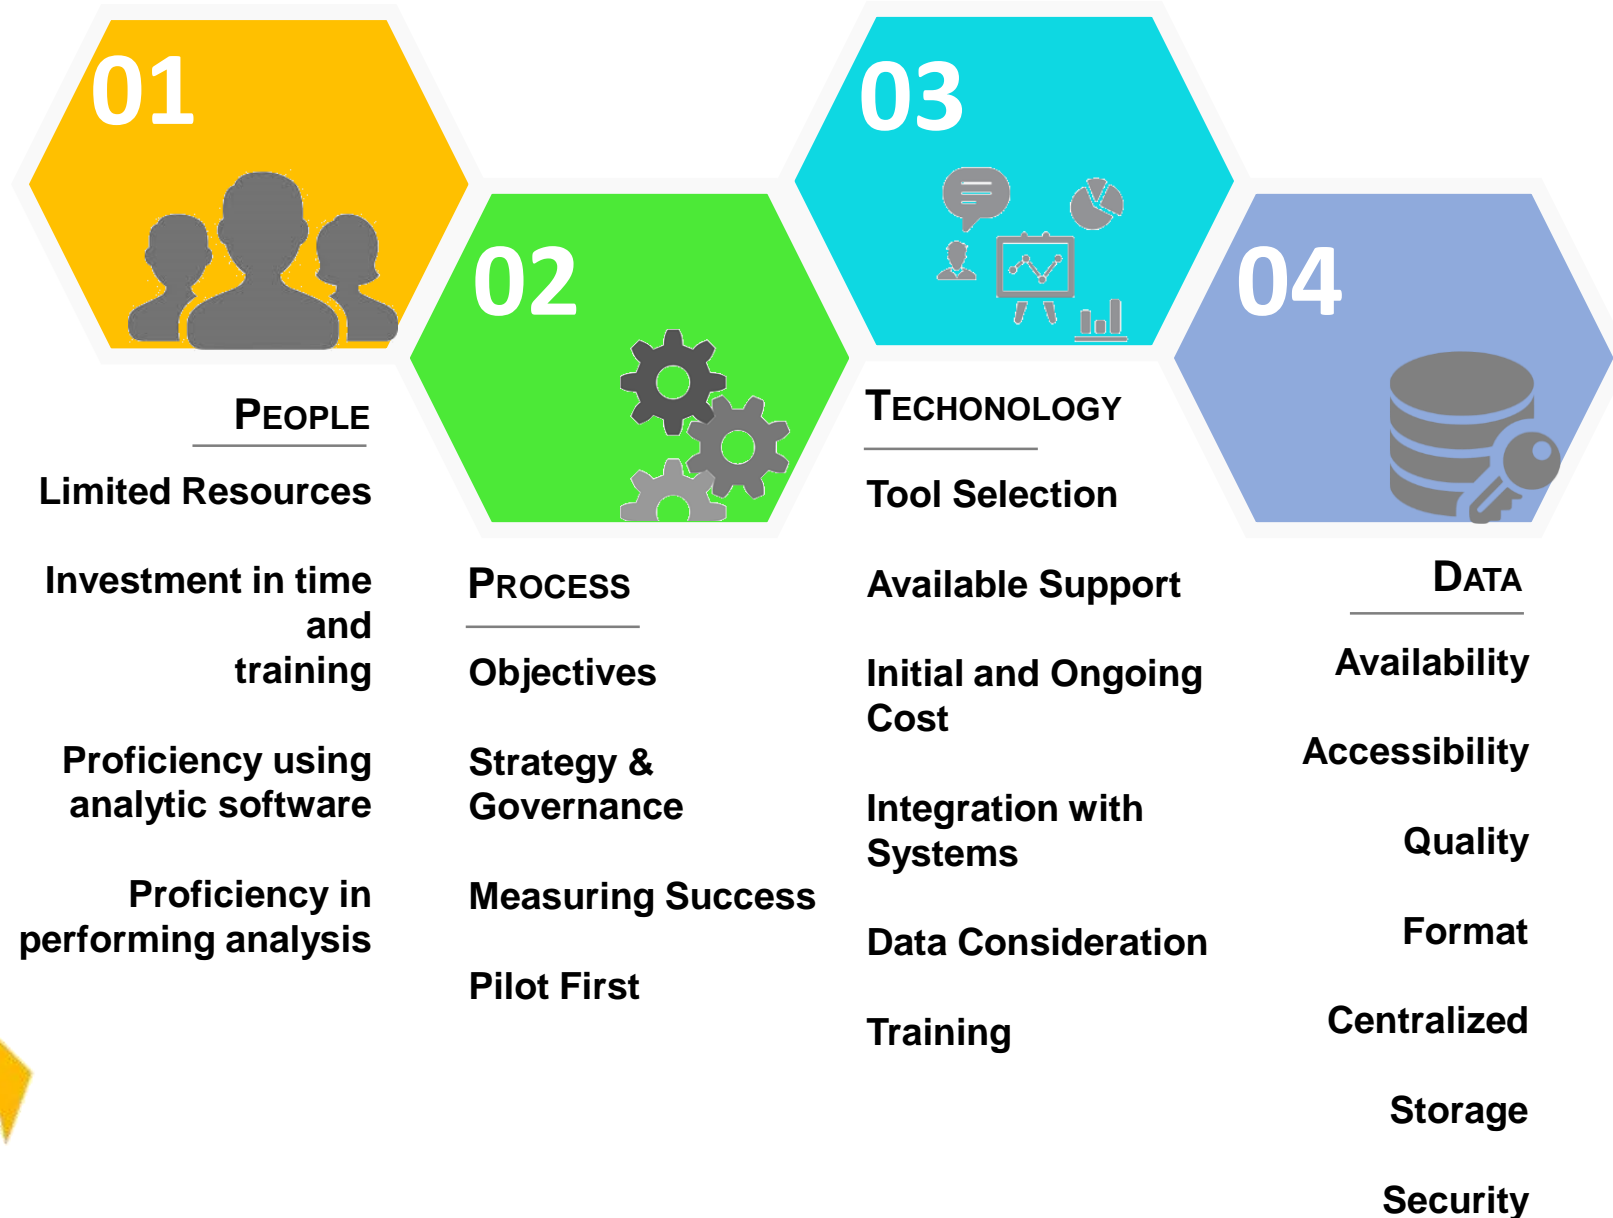 01
PEOPLE
Limited Resources
Investment in time
and
training
Proficiency using
analytic software
Proficiency in
performing analysis
02
PROCESS
Objectives
Strategy &
Governance
Measuring Success
Pilot First
03
TECHONOLOGY
Tool Selection
Available Support
Initial and Ongoing
Cost
Integration with
Systems
Data Consideration
Training
04
DATA
Availability
Accessibility
Quality
Format
Centralized
Storage
Security